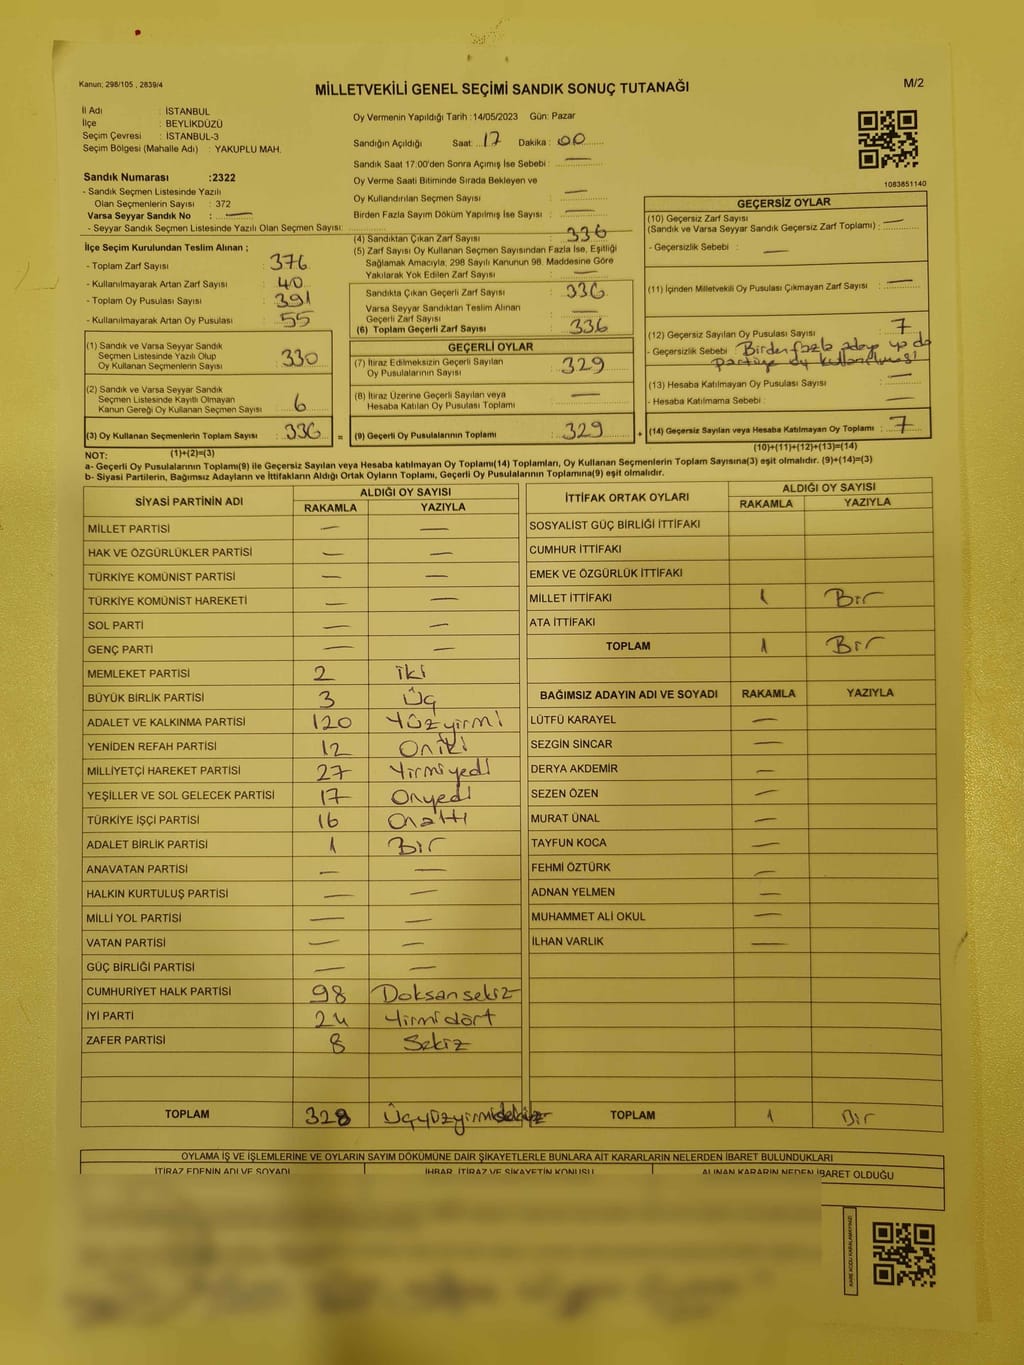 Kanun: 298/105 , 2839/4
MİLLETVEKİLİ GENEL SEÇİMİ SANDIK SONUÇ TUTANAĞI
M/2
İl Adı : İSTANBUL
İlçe : BEYLİKDÜZÜ
Seçim Çevresi : İSTANBUL-3
Seçim Bölgesi (Mahalle Adı) : YAKUPLU MAH.
Sandık Numarası :2322
- Sandık Seçmen Listesinde Yazılı
Olan Seçmenlerin Sayısı : 372
Varsa Seyyar Sandık No : —
- Seyyar Sandık Seçmen Listesinde Yazılı Olan Seçmen Sayısı:
Oy Vermenin Yapıldığı Tarih :14/05/2023 Gün: Pazar
Sandığın Açıldığı Saat: 17 Dakika : 00
Sandık Saat 17:00'den Sonra Açımış İse Sebebi : —
Oy Verme Saati Bitiminde Sırada Bekleyen ve
Oy Kullandırılan Seçmen Sayısı : —
Birden Fazla Sayım Döküm Yapılmış İse Sayısı : —
1083851140
İlçe Seçim Kurulundan Teslim Alınan ;
- Toplam Zarf Sayısı : 376
- Kullanılmayarak Artan Zarf Sayısı : 40
- Toplam Oy Pusulası Sayısı : 391
- Kullanılmayarak Artan Oy Pusulası : 55
(4) Sandıktan Çıkan Zarf Sayısı : 336
(5) Zarf Sayısı Oy Kullanan Seçmen Sayısından Fazla İse, Eşitliği
Sağlamak Amacıyla; 298 Sayılı Kanunun 98. Maddesine Göre
Yakılarak Yok Edilen Zarf Sayısı : —
Sandıkta Çıkan Geçerli Zarf Sayısı : 336
Varsa Seyyar Sandıktan Teslim Alınan
Geçerli Zarf Sayısı : —
(6) Toplam Geçerli Zarf Sayısı : 336
GEÇERSİZ OYLAR
(10) Geçersiz Zarf Sayısı : —
(Sandık ve Varsa Seyyar Sandık Geçersiz Zarf Toplamı)
- Geçersizlik Sebebi : —
(11) İçinden Milletvekili Oy Pusulası Çıkmayan Zarf Sayısı : —
(12) Geçersiz Sayılan Oy Pusulası Sayısı : 7
- Geçersizlik Sebebi : Birden fazla aday ya da
partiye oy kullanılması
(13) Hesaba Katılmayan Oy Pusulası Sayısı : —
- Hesaba Katılmama Sebebi : —
(14) Geçersiz Sayılan veya Hesaba Katılmayan Oy Toplamı : 7
(10)+(11)+(12)+(13)=(14)
(1) Sandık ve Varsa Seyyar Sandık
Seçmen Listesinde Yazılı Olup
Oy Kullanan Seçmenlerin Sayısı : 330
(2) Sandık ve Varsa Seyyar Sandık
Seçmen Listesinde Kayıtlı Olmayan
Kanun Gereği Oy Kullanan Seçmen Sayısı : 6
(3) Oy Kullanan Seçmenlerin Toplam Sayısı : 336 =
GEÇERLİ OYLAR
(7) İtiraz Edilmeksizin Geçerli Sayılan
Oy Pusulalarının Sayısı : 329
(8) İtiraz Üzerine Geçerli Sayılan veya
Hesaba Katılan Oy Pusulası Toplamı : —
(9) Geçerli Oy Pusulalarının Toplamı : 329 +
NOT: (1)+(2)=(3)
a- Geçerli Oy Pusulalarının Toplamı(9) ile Geçersiz Sayılan veya Hesaba katılmayan Oy Toplamı(14) Toplamları, Oy Kullanan Seçmenlerin Toplam Sayısına(3) eşit olmalıdır. (9)+(14)=(3)
b- Siyasi Partilerin, Bağımsız Adayların ve İttifakların Aldığı Ortak Oyların Toplamı, Geçerli Oy Pusulalarının Toplamına(9) eşit olmalıdır.
SİYASİ PARTİNİN ADI ALDIĞI OY SAYISI
RAKAMLA YAZIYLA
MİLLET PARTİSİ — —
HAK VE ÖZGÜRLÜKLER PARTİSİ — —
TÜRKİYE KOMÜNİST PARTİSİ — —
TÜRKİYE KOMÜNİST HAREKETİ — —
SOL PARTİ — —
GENÇ PARTİ — —
MEMLEKET PARTİSİ 2 iki
BÜYÜK BİRLİK PARTİSİ 3 Üç
ADALET VE KALKINMA PARTİSİ 120 Yüzyirmi
YENİDEN REFAH PARTİSİ 12 Oniki
MİLLİYETÇİ HAREKET PARTİSİ 27 Yirmiyedi
YEŞİLLER VE SOL GELECEK PARTİSİ 17 Onyedi
TÜRKİYE İŞÇİ PARTİSİ 16 Onaltı
ADALET BİRLİK PARTİSİ 1 Bir
ANAVATAN PARTİSİ — —
HALKIN KURTULUŞ PARTİSİ — —
MİLLİ YOL PARTİSİ — —
VATAN PARTİSİ — —
GÜÇ BİRLİĞİ PARTİSİ — —
CUMHURİYET HALK PARTİSİ 98 Doksansekiz
İYİ PARTİ 24 Yirmidört
ZAFER PARTİSİ 8 Sekiz
TOPLAM 328 Üçyüzyirmisekiz
İTTİFAK ORTAK OYLARI ALDIĞI OY SAYISI
RAKAMLA YAZIYLA
SOSYALİST GÜÇ BİRLİĞİ İTTİFAKI
CUMHUR İTTİFAKI
EMEK VE ÖZGÜRLÜK İTTİFAKI
MİLLET İTTİFAKI 1 Bir
ATA İTTİFAKI
TOPLAM 1 Bir
BAĞIMSIZ ADAYIN ADI VE SOYADI RAKAMLA YAZIYLA
LÜTFÜ KARAYEL —
SEZGİN SİNCAR —
DERYA AKDEMİR —
SEZEN ÖZEN —
MURAT ÜNAL —
TAYFUN KOCA —
FEHMİ ÖZTÜRK —
ADNAN YELMEN —
MUHAMMET ALİ OKUL —
İLHAN VARLIK —
TOPLAM 1 Bir
OYLAMA İŞ VE İŞLEMLERİNE VE OYLARIN SAYIM DÖKÜMÜNE DAİR ŞİKAYETLERLE BUNLARA AİT KARARLARIN NELERDEN İBARET BULUNDUKLARI
İTİRAZ EDENİN ADI VE SOYADI İHBAR, İTİRAZ VE ŞİKAYETİN KONUSU ALINAN KARARIN NEDEN İBARET OLDUĞU
KARE KODU KARALAMAYINIZ!